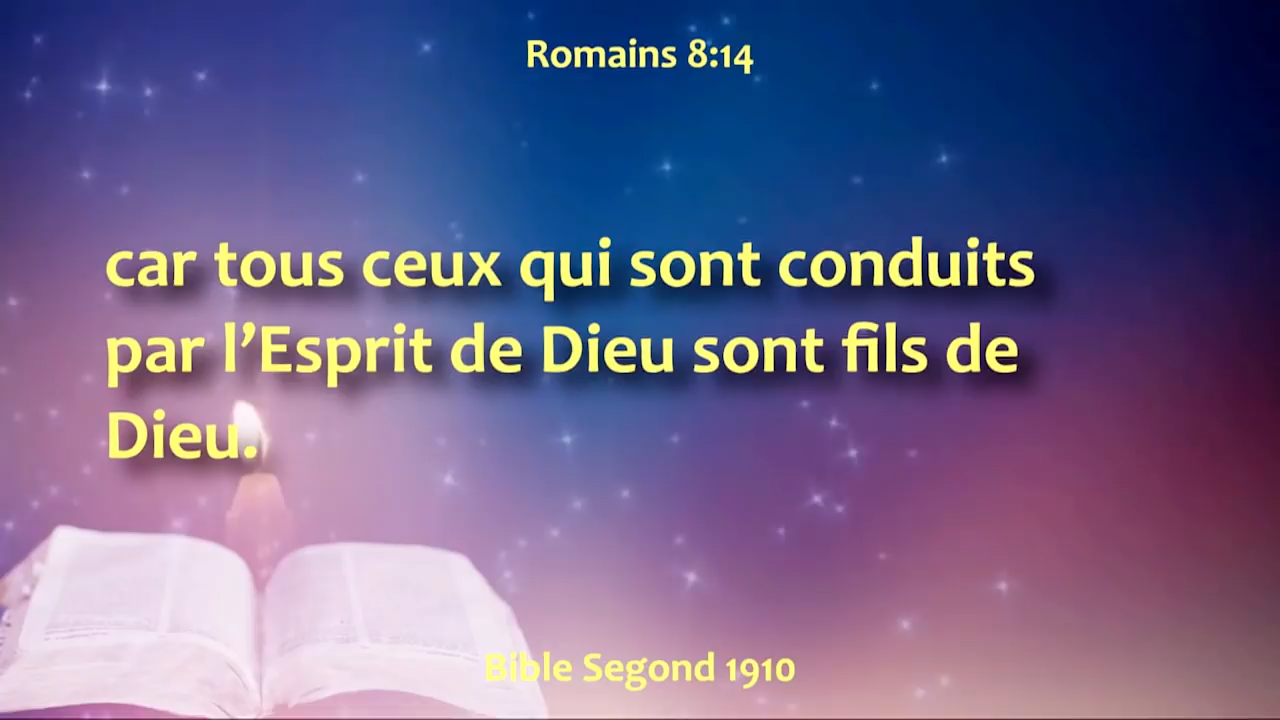 Romains 8:14
car tous ceux qui sont conduits
par l’Esprit de Dieu sont fils de
Dieu.
Bible Segond 1910